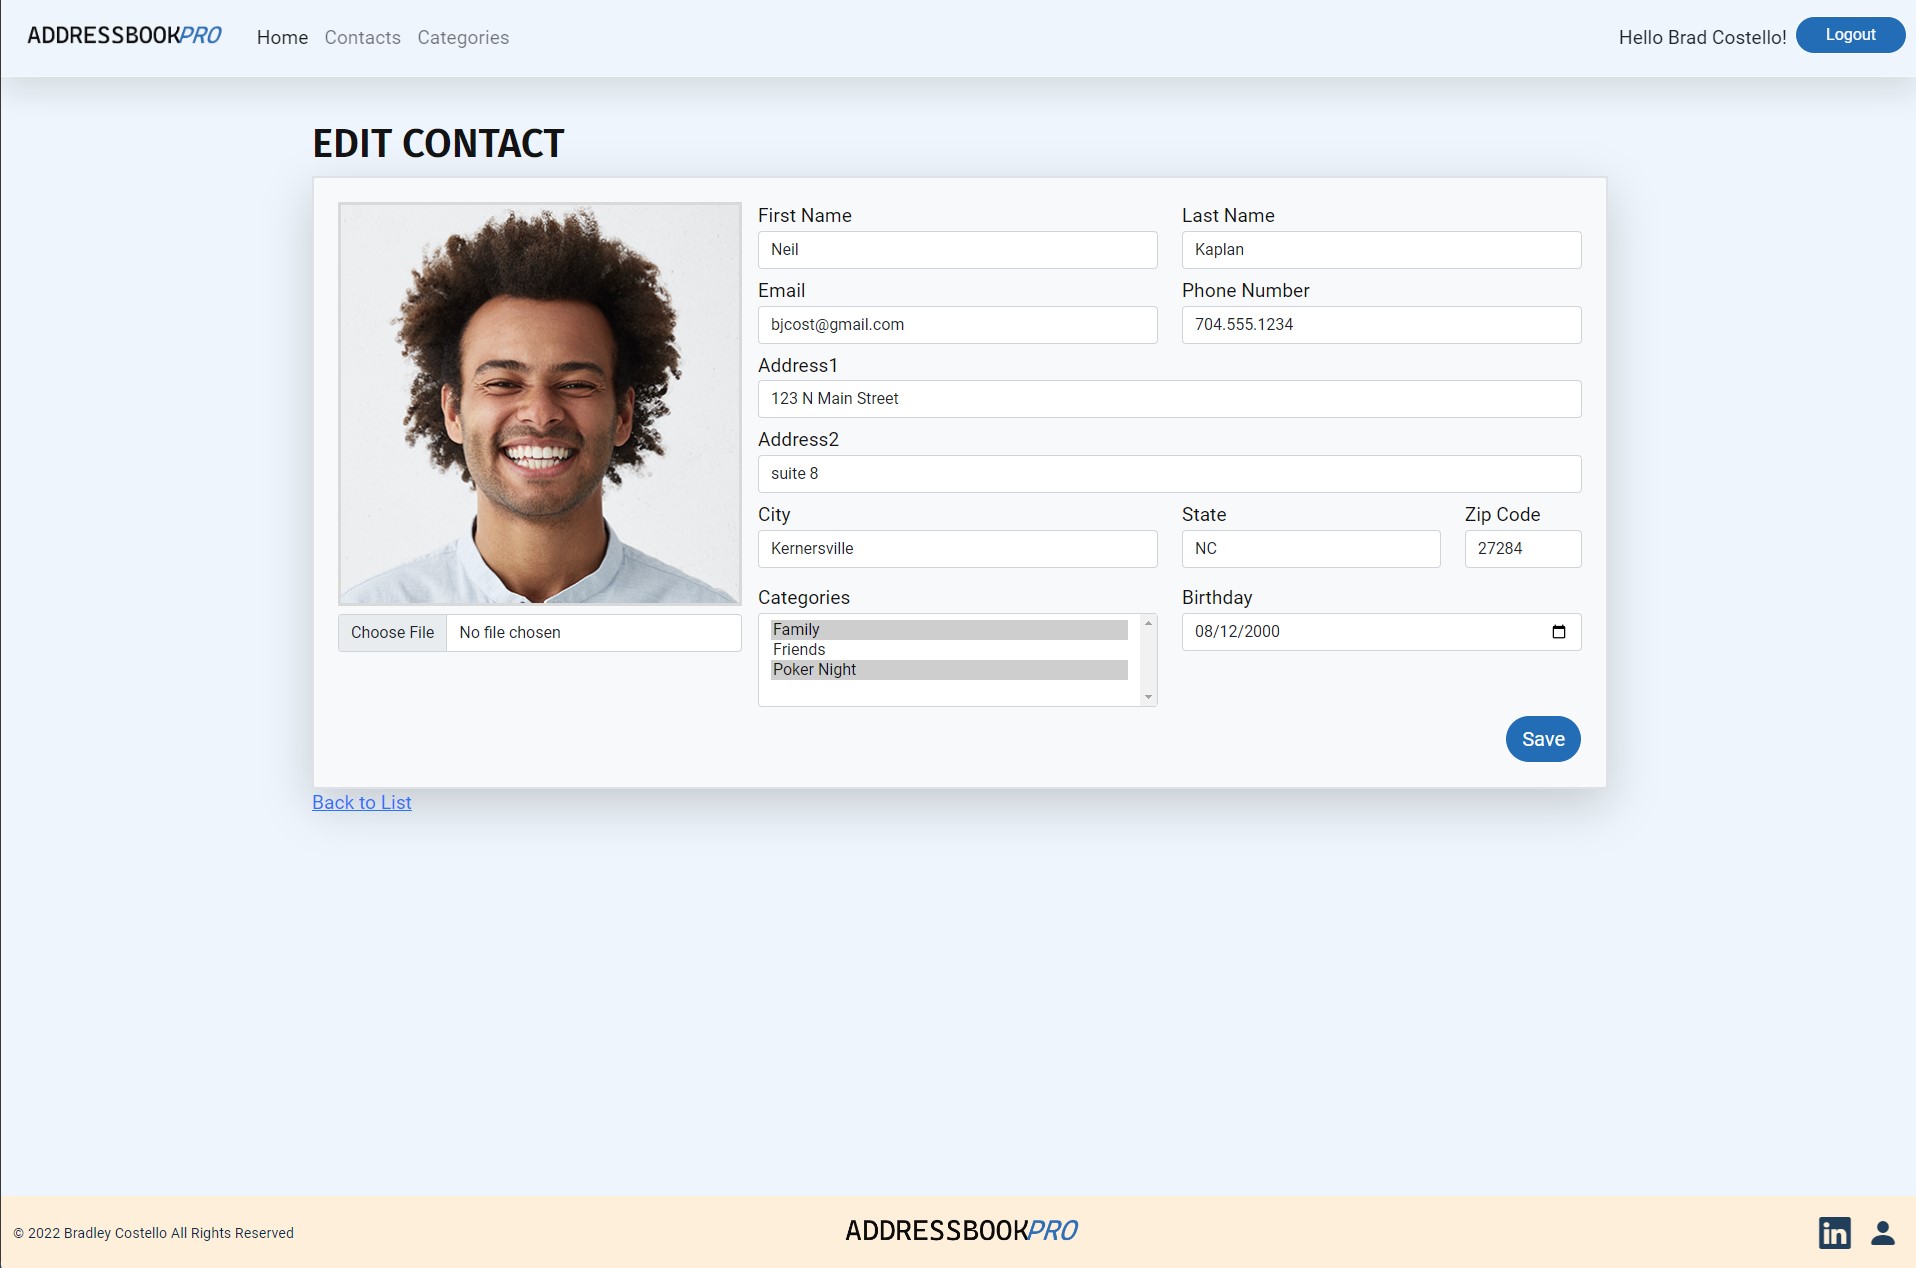 ADDRESSBOOKPRO Home Contacts Categories Hello Brad Costello! Logout
EDIT CONTACT
First Name Last Name
Neil Kaplan
Email Phone Number
bjcost@gmail.com 704.555.1234
Address1
123 N Main Street
Address2
suite 8
City State Zip Code
Kernersville NC 27284
Categories Birthday
Choose File No file chosen
Family 08/12/2000
Friends
Poker Night
Save
Back to List
© 2022 Bradley Costello All Rights Reserved ADDRESSBOOKPRO in